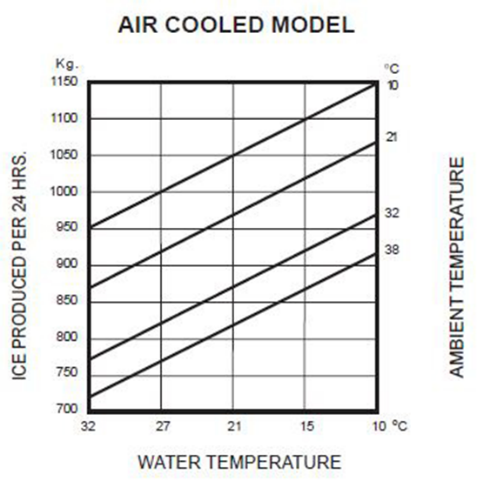 AIR COOLED MODEL
Kg.
°C
1150
10
1100
21
1050
1000
32
950
38
900
850
800
750
700
32 27 21 15 10 °C
WATER TEMPERATURE
ICE PRODUCED PER 24 HRS.
AMBIENT TEMPERATURE